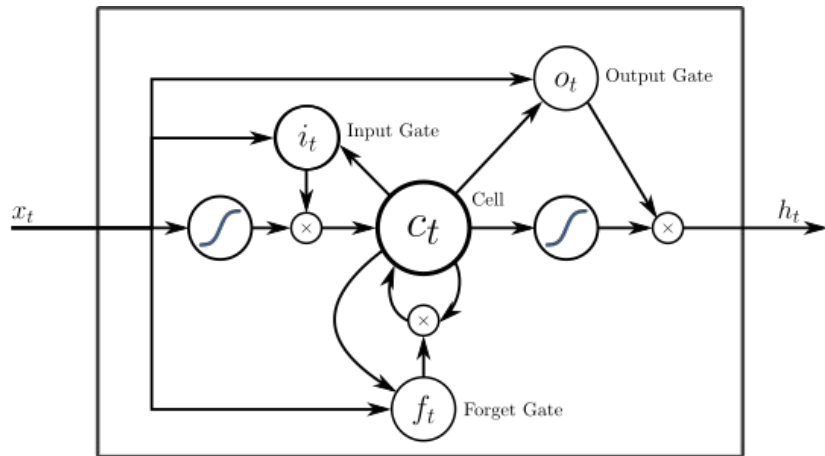 o_t Output Gate
i_t Input Gate
x_t
×
c_t
Cell
×
h_t
×
f_t Forget Gate